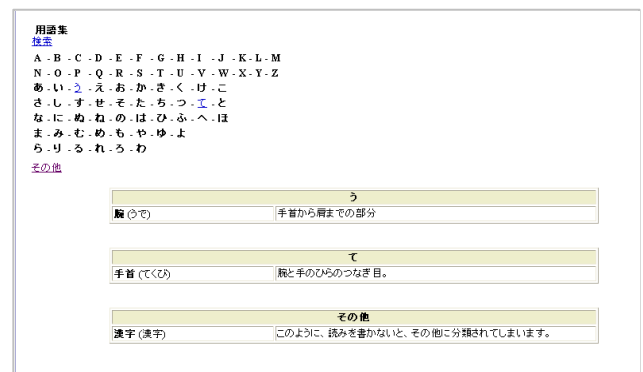 用語集
検索
A - B - C - D - E - F - G - H - I - J - K - L - M
N - O - P - Q - R - S - T - U - V - W - X - Y - Z
あ - い - う - え - お - か - き - く - け - こ
さ - し - す - せ - そ - た - ち - つ - て - と
な - に - ぬ - ね - の - は - ひ - ふ - へ - ほ
ま - み - む - め - も - や - ゆ - よ
ら - り - る - れ - ろ - わ
その他
う
腕 (うで) 手首から肩までの部分
て
手首 (てくび) 腕と手のひらのつなぎ目。
その他
漢字 (漢字) このように、読みを書かないと、その他に分類されてしまいます。